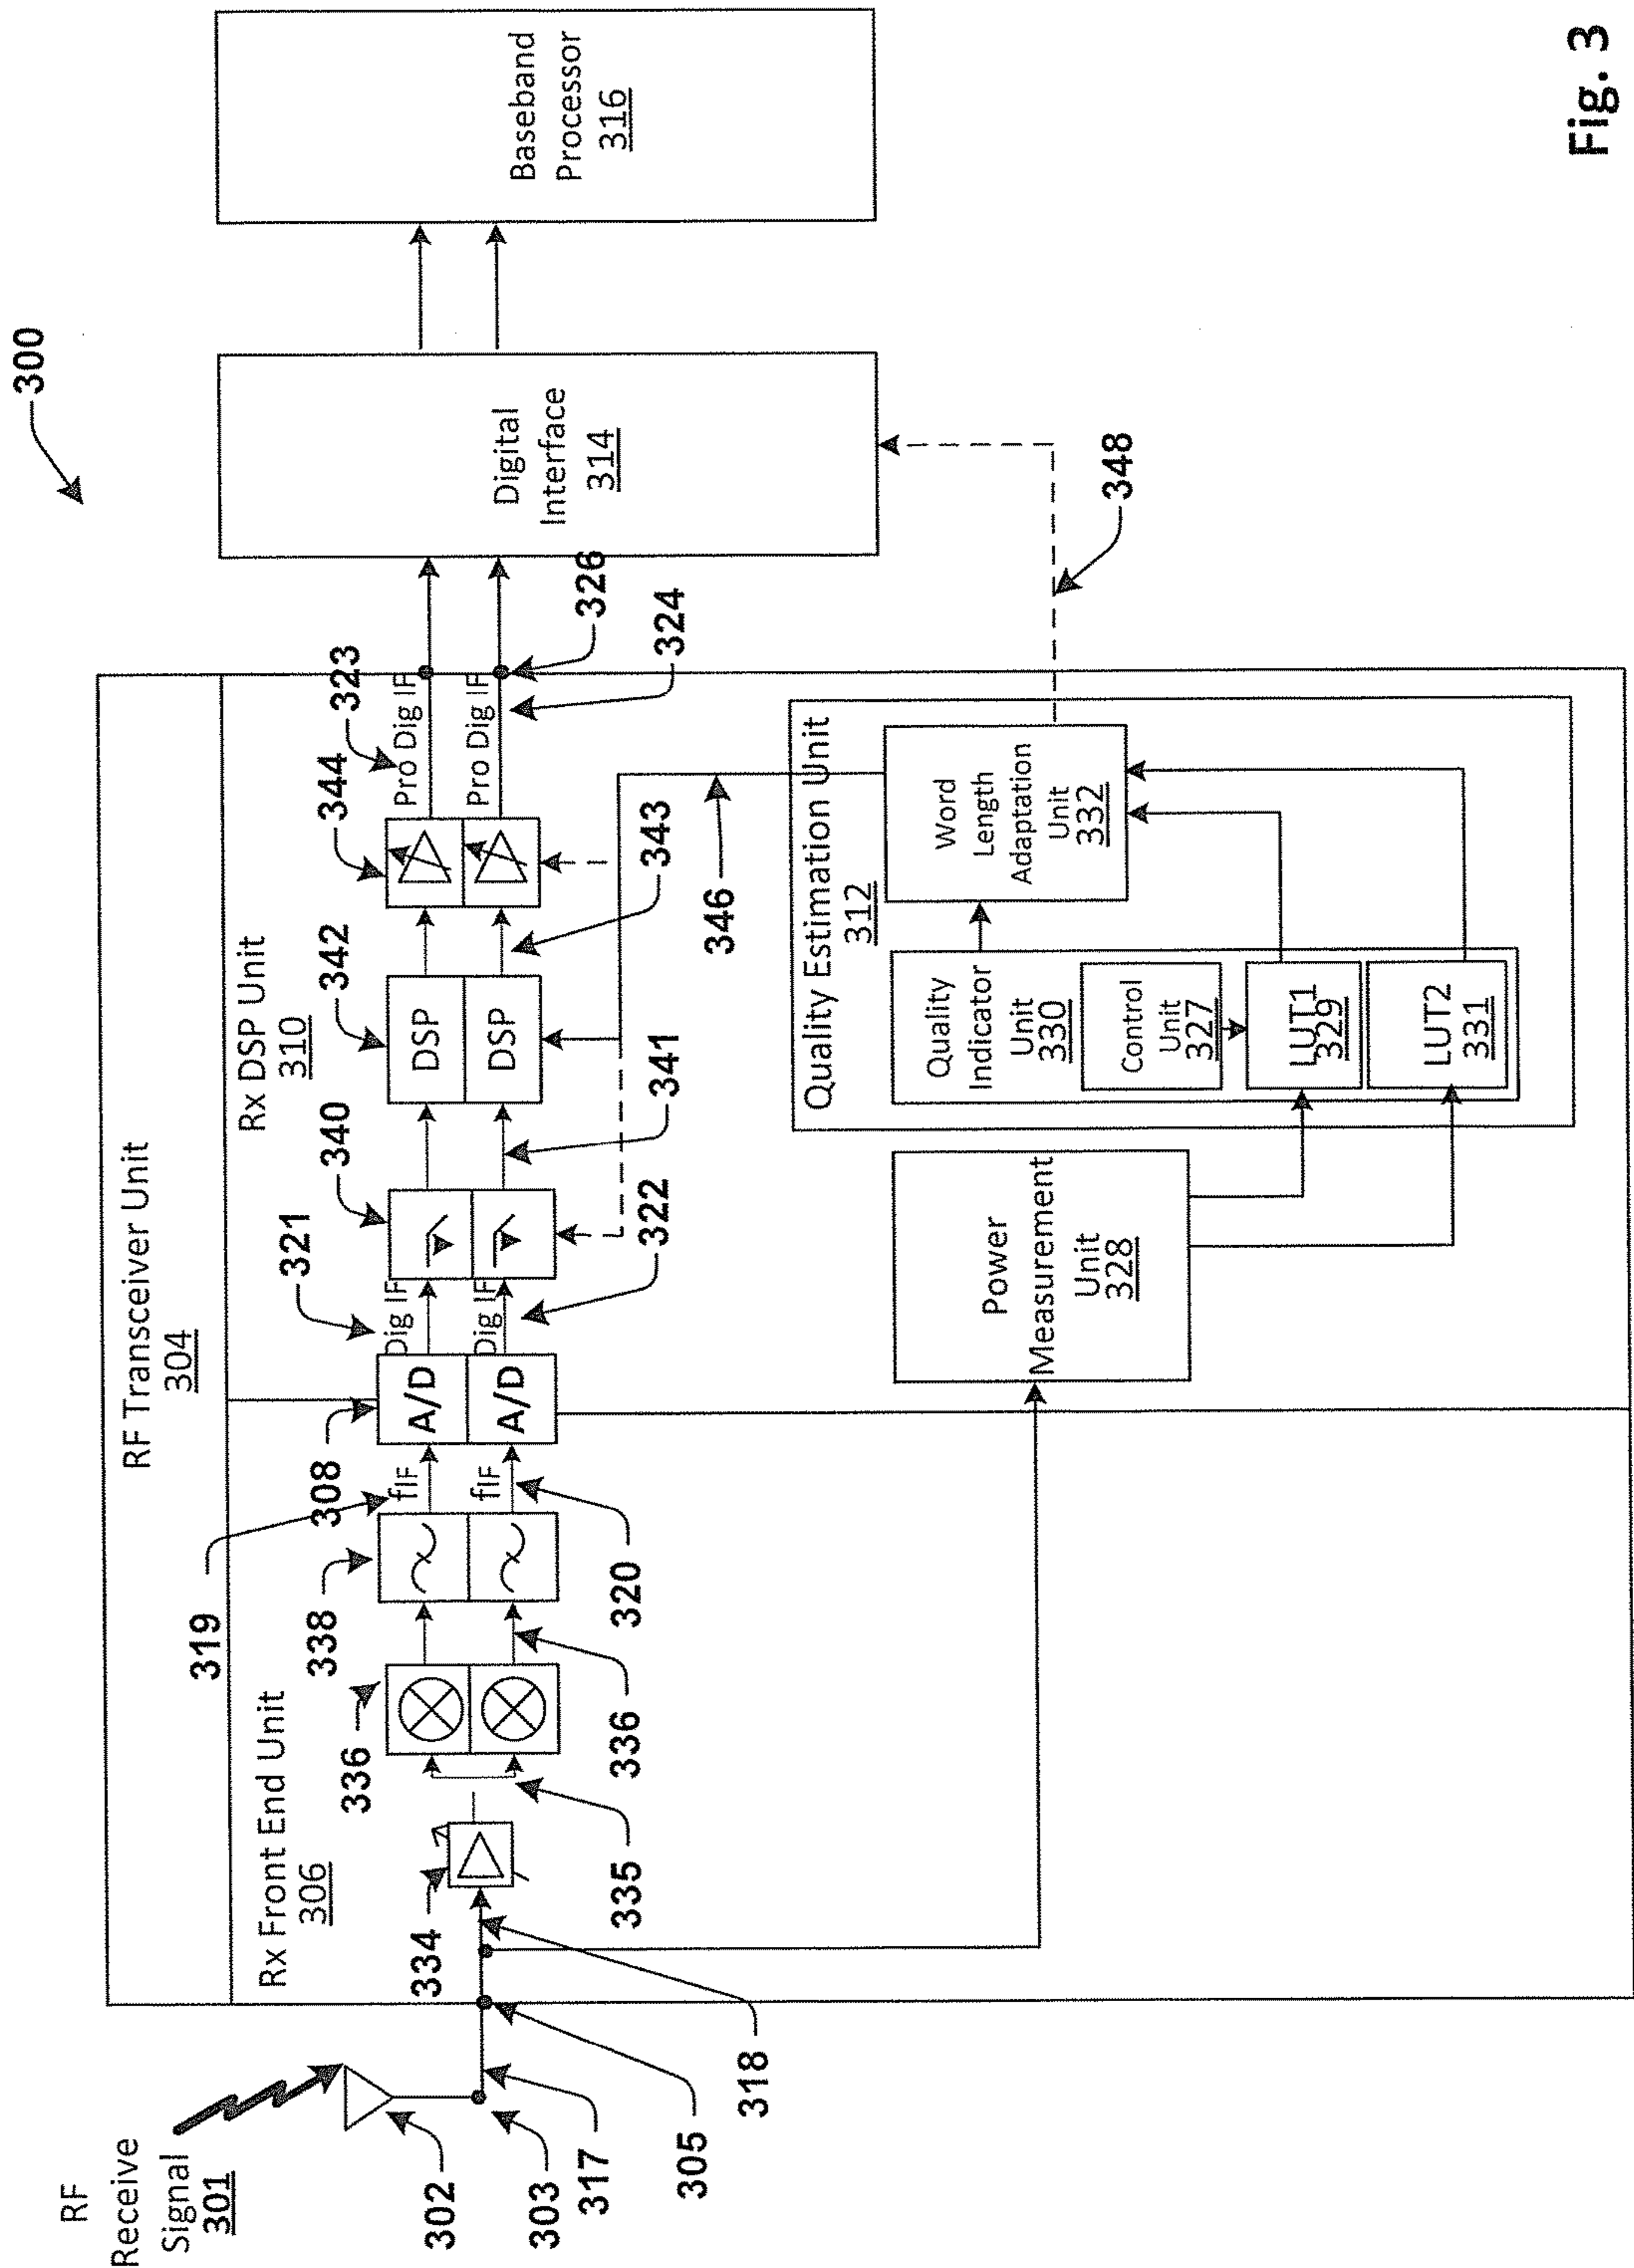 300
RF Transceiver Unit
304
Rx Front End Unit
306
Rx DSP Unit
310
RF
Receive
Signal
301
302
303
317
305
318
334
335
336
336
338
319
fIF
fIF
320
308
A/D
A/D
321
Dig IF
Dig IF
322
340
341
342
DSP
DSP
343
344
323
Pro Dig IF
Pro Dig IF
324
326
Digital
Interface
314
Baseband
Processor
316
346
348
Power
Measurement
Unit
328
Quality Estimation Unit
312
Quality
Indicator
Unit
330
Control
Unit
327
LUT1
329
LUT2
331
Word
Length
Adaptation
Unit
332
Fig. 3